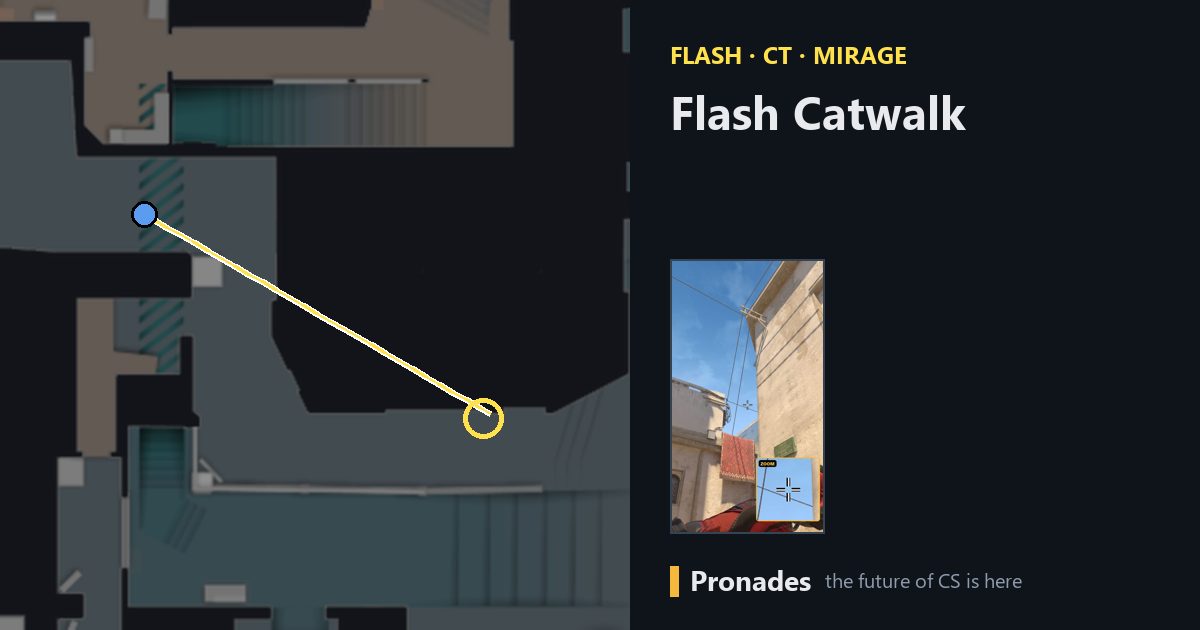 FLASH · CT · MIRAGE
Flash Catwalk
ZOOM
Pronades the future of CS is here